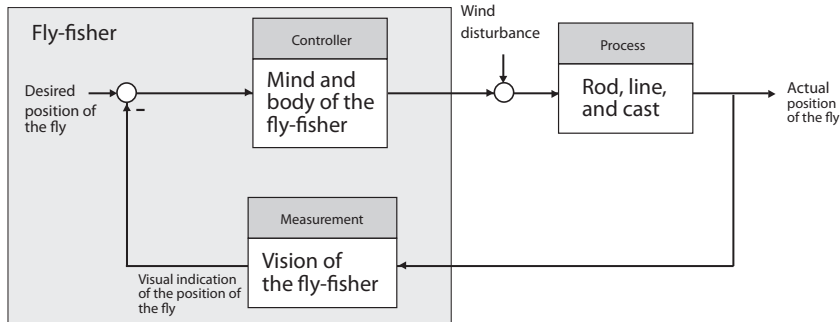 Fly-fisher
Controller
Mind and
body of the
fly-fisher
Wind
disturbance
Process
Rod, line,
and cast
Desired
position of
the fly
–
Actual
position
of the fly
Measurement
Vision of
the fly-fisher
Visual indication
of the position of
the fly